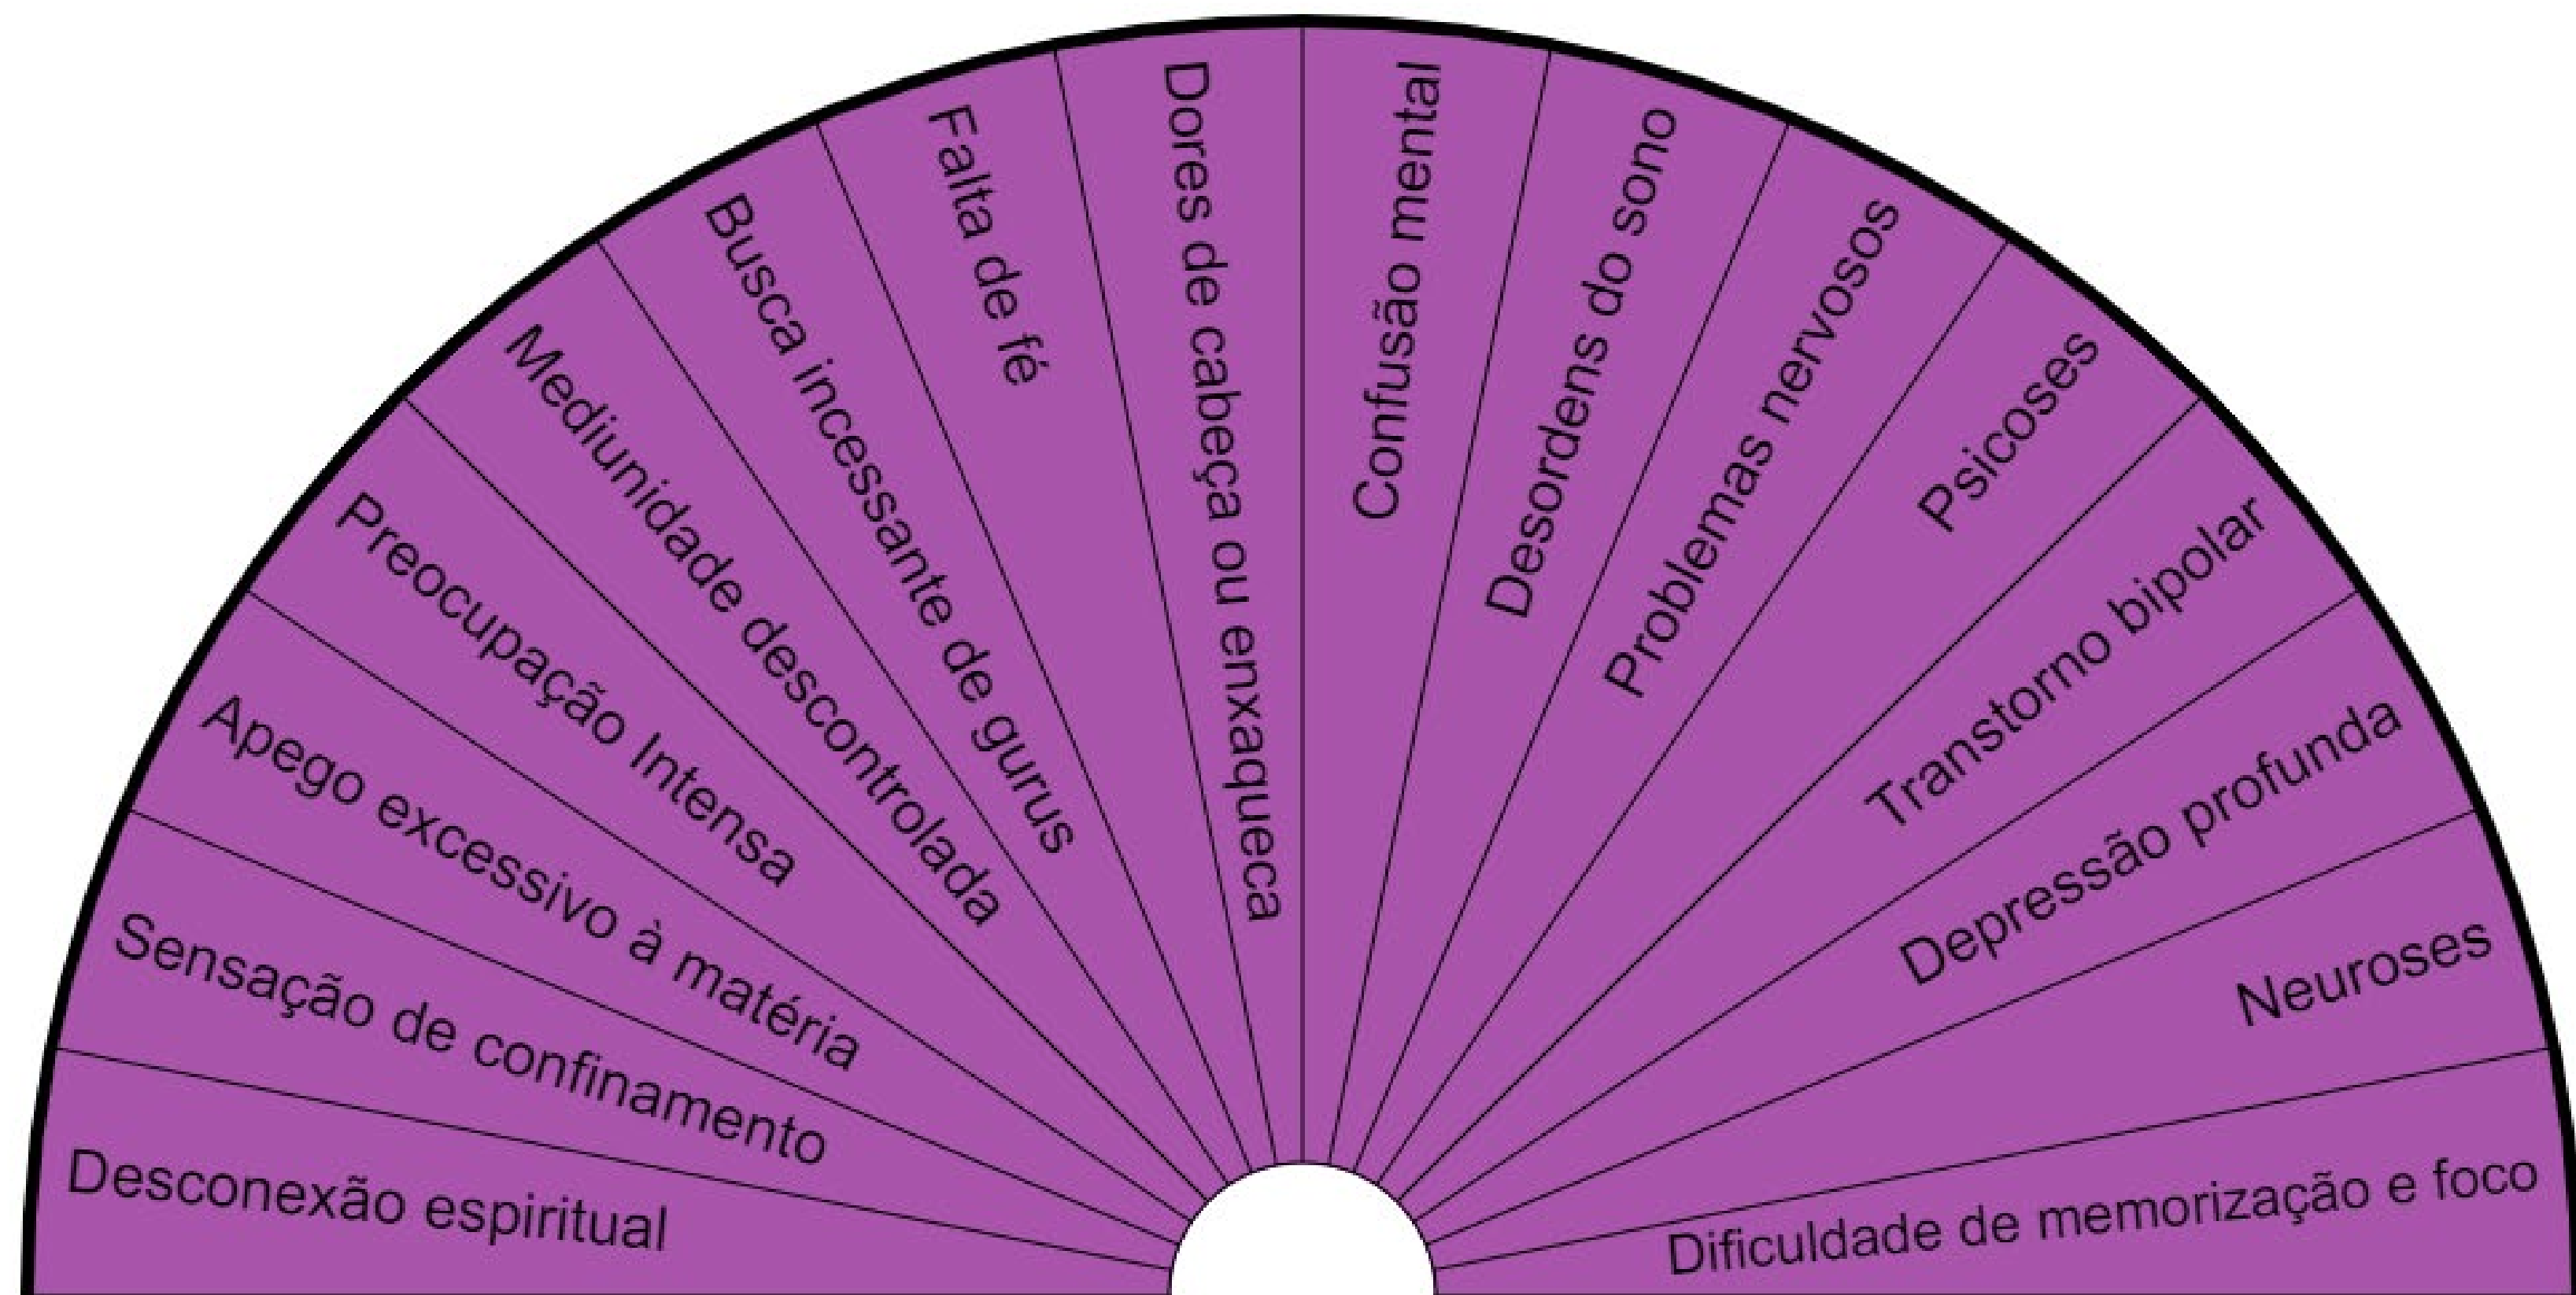 Desconexão espiritual
Sensação de confinamento
Apego excessivo à matéria
Preocupação Intensa
Mediunidade descontrolada
Busca incessante de gurus
Falta de fé
Dores de cabeça ou enxaqueca
Confusão mental
Desordens do sono
Problemas nervosos
Psicoses
Transtorno bipolar
Depressão profunda
Neuroses
Dificuldade de memorização e foco